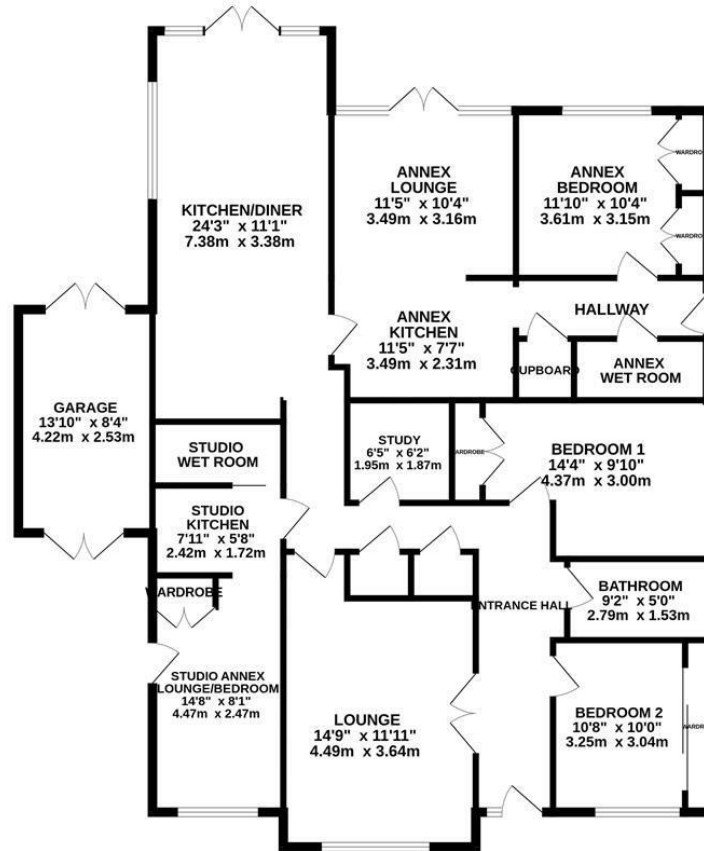 KITCHEN/DINER
24'3" x 11'1"
7.38m x 3.38m
ANNEX
LOUNGE
11'5" x 10'4"
3.49m x 3.16m
ANNEX
BEDROOM
11'10" x 10'4"
3.61m x 3.15m
WARDRO
WARDRO
ANNEX
KITCHEN
11'5" x 7'7"
3.49m x 2.31m
HALLWAY
CUPBOARD
ANNEX
WET ROOM
GARAGE
13'10" x 8'4"
4.22m x 2.53m
STUDIO
WET ROOM
STUDY
6'5" x 6'2"
1.95m x 1.87m
ARDROBE
BEDROOM 1
14'4" x 9'10"
4.37m x 3.00m
STUDIO
KITCHEN
7'11" x 5'8"
2.42m x 1.72m
WARDROBE
ENTRANCE HALL
BATHROOM
9'2" x 5'0"
2.79m x 1.53m
STUDIO ANNEX
LOUNGE/BEDROOM
14'8" x 8'1"
4.47m x 2.47m
LOUNGE
14'9" x 11'11"
4.49m x 3.64m
BEDROOM 2
10'8" x 10'0"
3.25m x 3.04m
ARDR